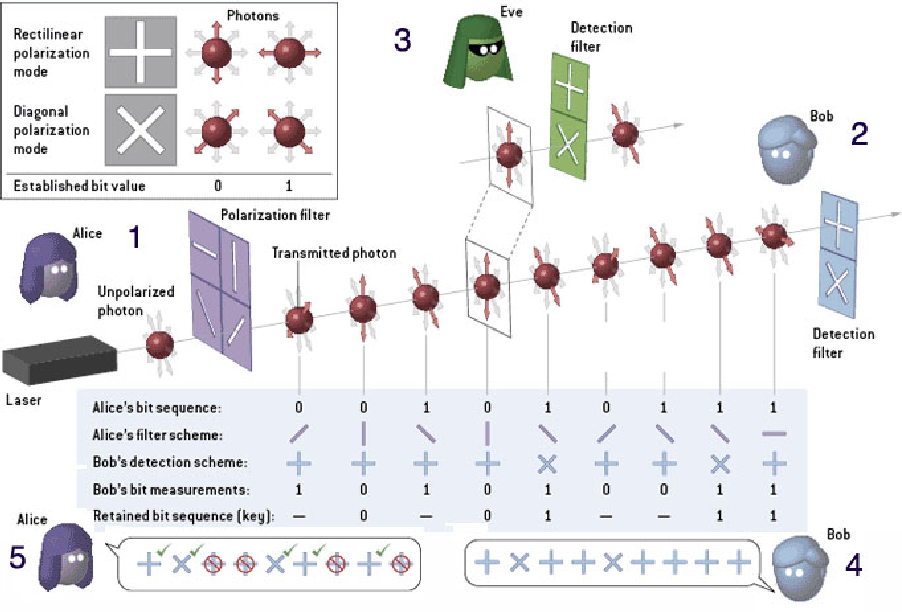 Photons
Rectilinear
polarization
mode
Diagonal
polarization
mode
Established bit value 0 1
Eve
3
Detection
filter
Bob
2
Polarization filter
Alice
1
Transmitted photon
Unpolarized
photon
Detection
filter
Laser
Alice's bit sequence: 0 0 1 0 1 0 1 1 1
Alice's filter scheme:
Bob's detection scheme:
Bob's bit measurements: 1 0 1 0 1 0 0 1 1
Retained bit sequence (key): — 0 — 0 1 — — 1 1
Alice
5
Bob
4